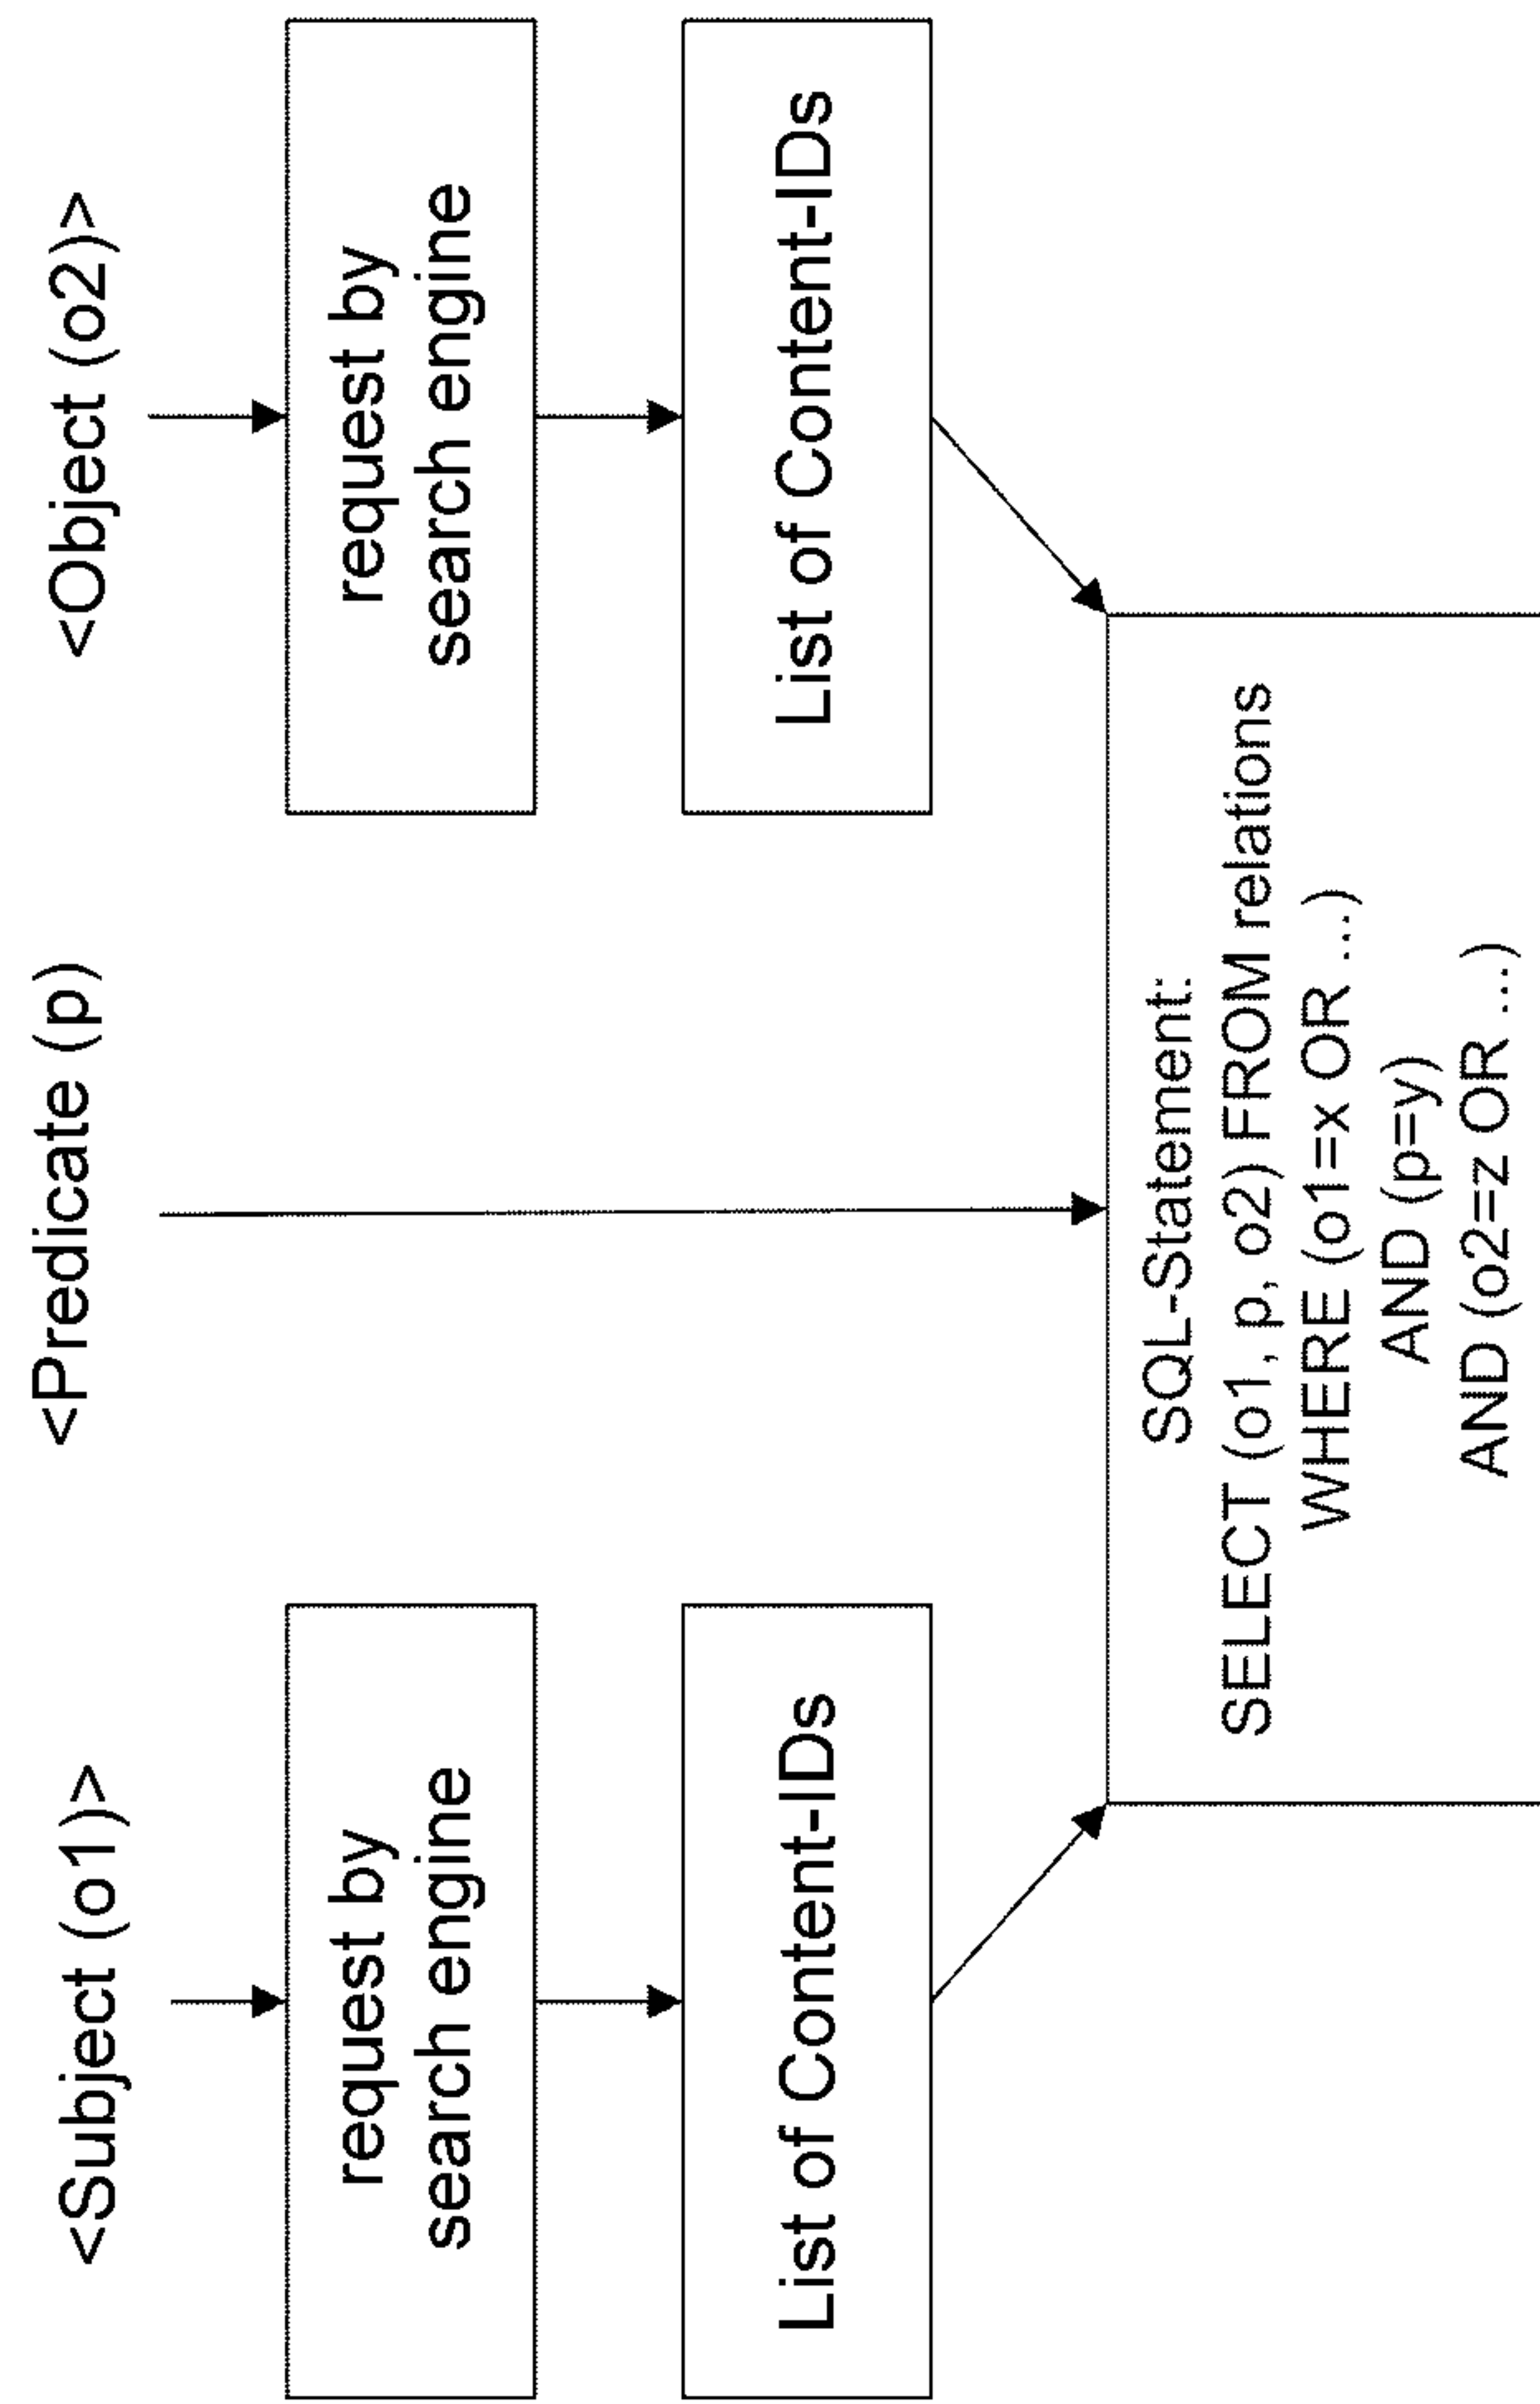 <Subject (o1)>
<Predicate (p)
<Object (o2)>
request by
search engine
request by
search engine
List of Content-IDs
List of Content-IDs
SQL-Statement:
SELECT (o1, p, o2) FROM relations
WHERE (o1=x OR ...)
AND (p=y)
AND (o2=z OR ...)